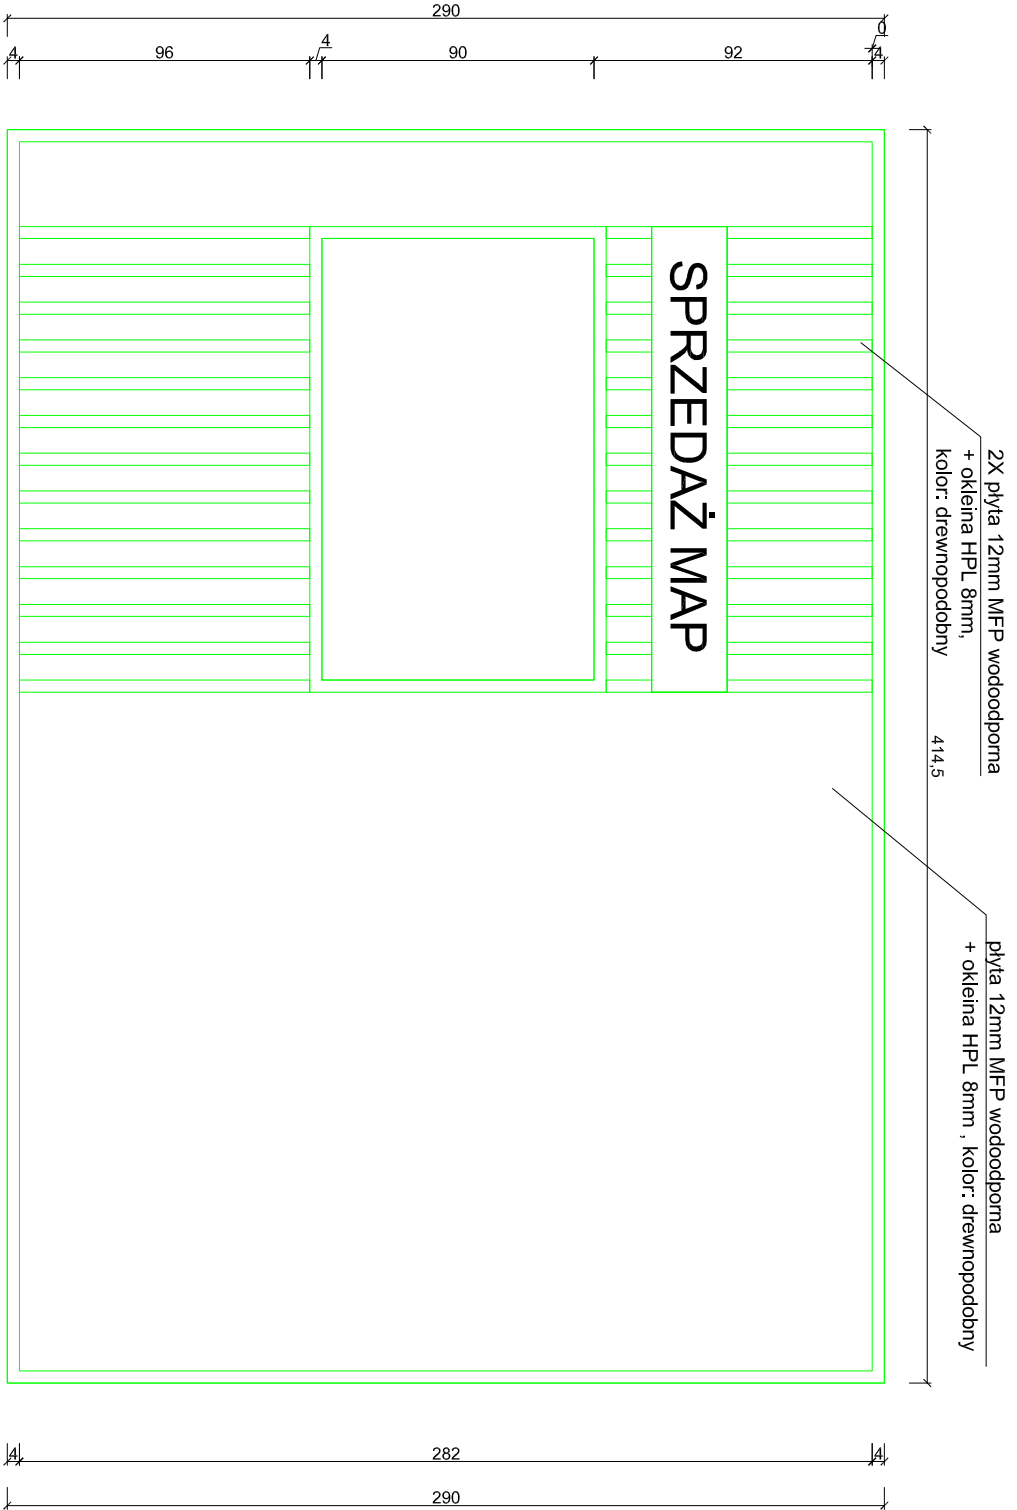 290
0
4
96
4
90
92
4
2X płyta 12mm MFP wodoodporna
+ okleina HPL 8mm,
kolor: drewnopodobny
SPRZEDAŻ MAP
414,5
płyta 12mm MFP wodoodporna
+ okleina HPL 8mm , kolor: drewnopodobny
4
282
4
290